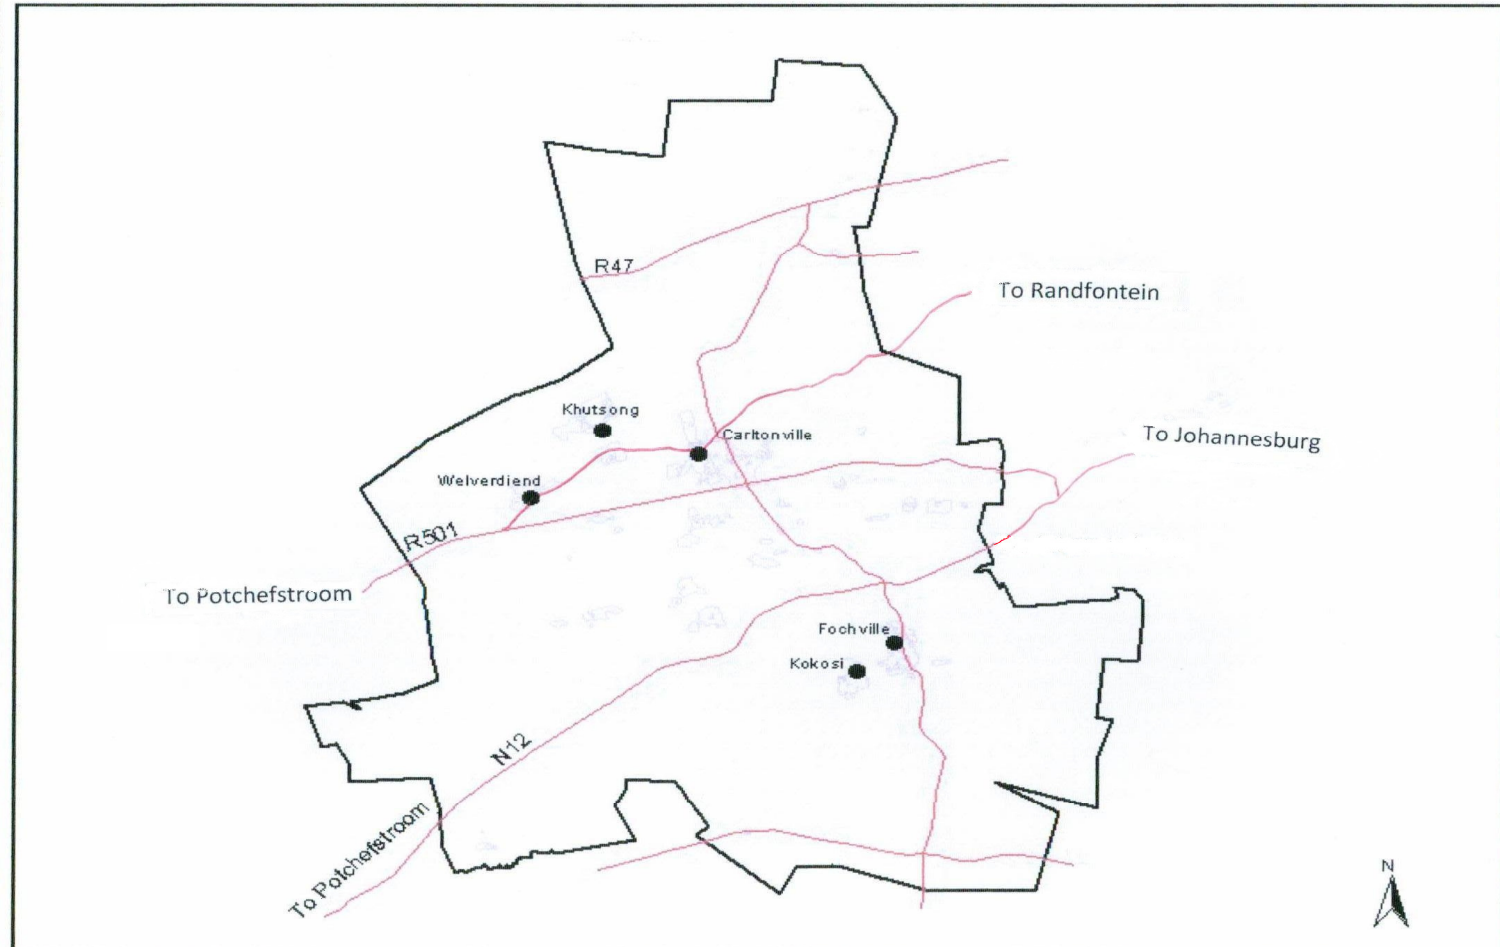 R47
To Randfontein
Khutsong
Carltonville
To Johannesburg
Welverdiend
R501
To Potchefstroom
Fochville
Kokosi
N12
To Potchefstroom
N